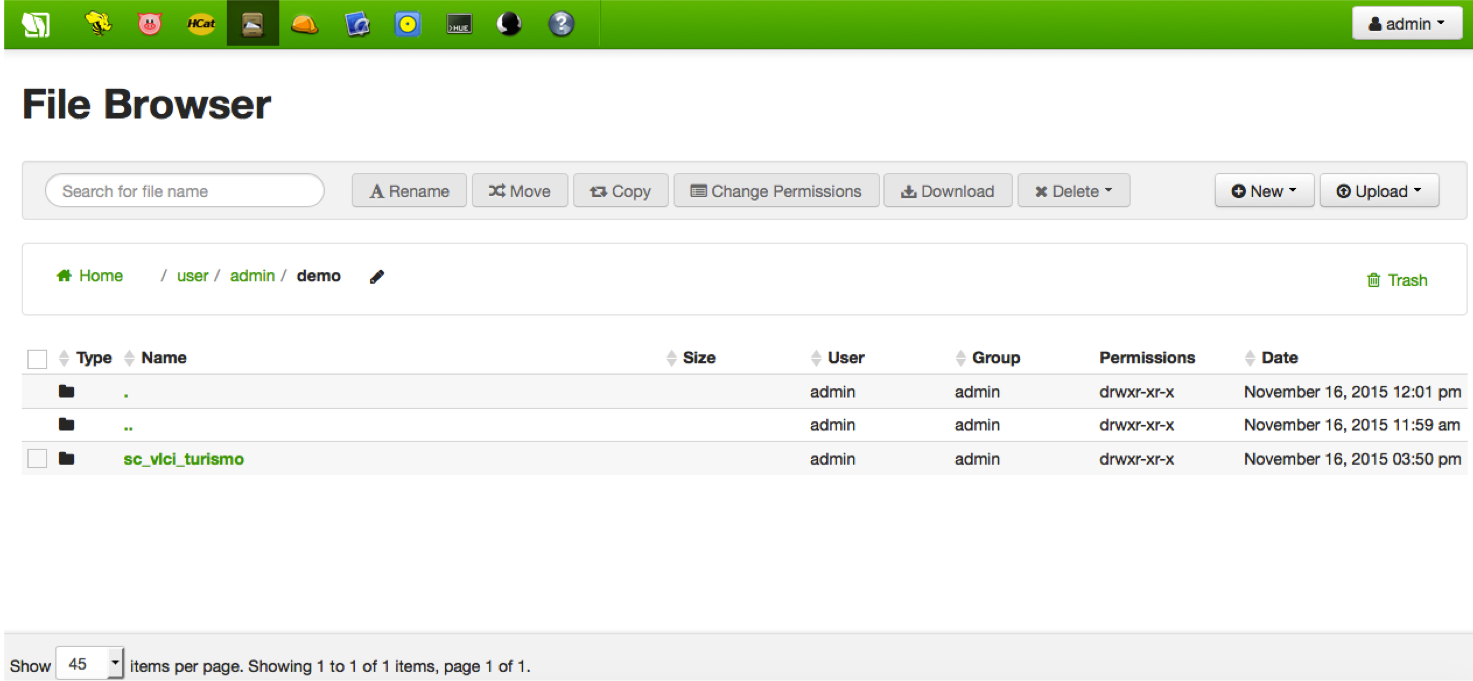 HCat >HUE ? admin
File Browser
Search for file name Rename Move Copy Change Permissions Download Delete New Upload
Home / user / admin / demo Trash
Type Name Size User Group Permissions Date
. admin admin drwxr-xr-x November 16, 2015 12:01 pm
.. admin admin drwxr-xr-x November 16, 2015 11:59 am
sc_vlci_turismo admin admin drwxr-xr-x November 16, 2015 03:50 pm
Show 45 items per page. Showing 1 to 1 of 1 items, page 1 of 1.